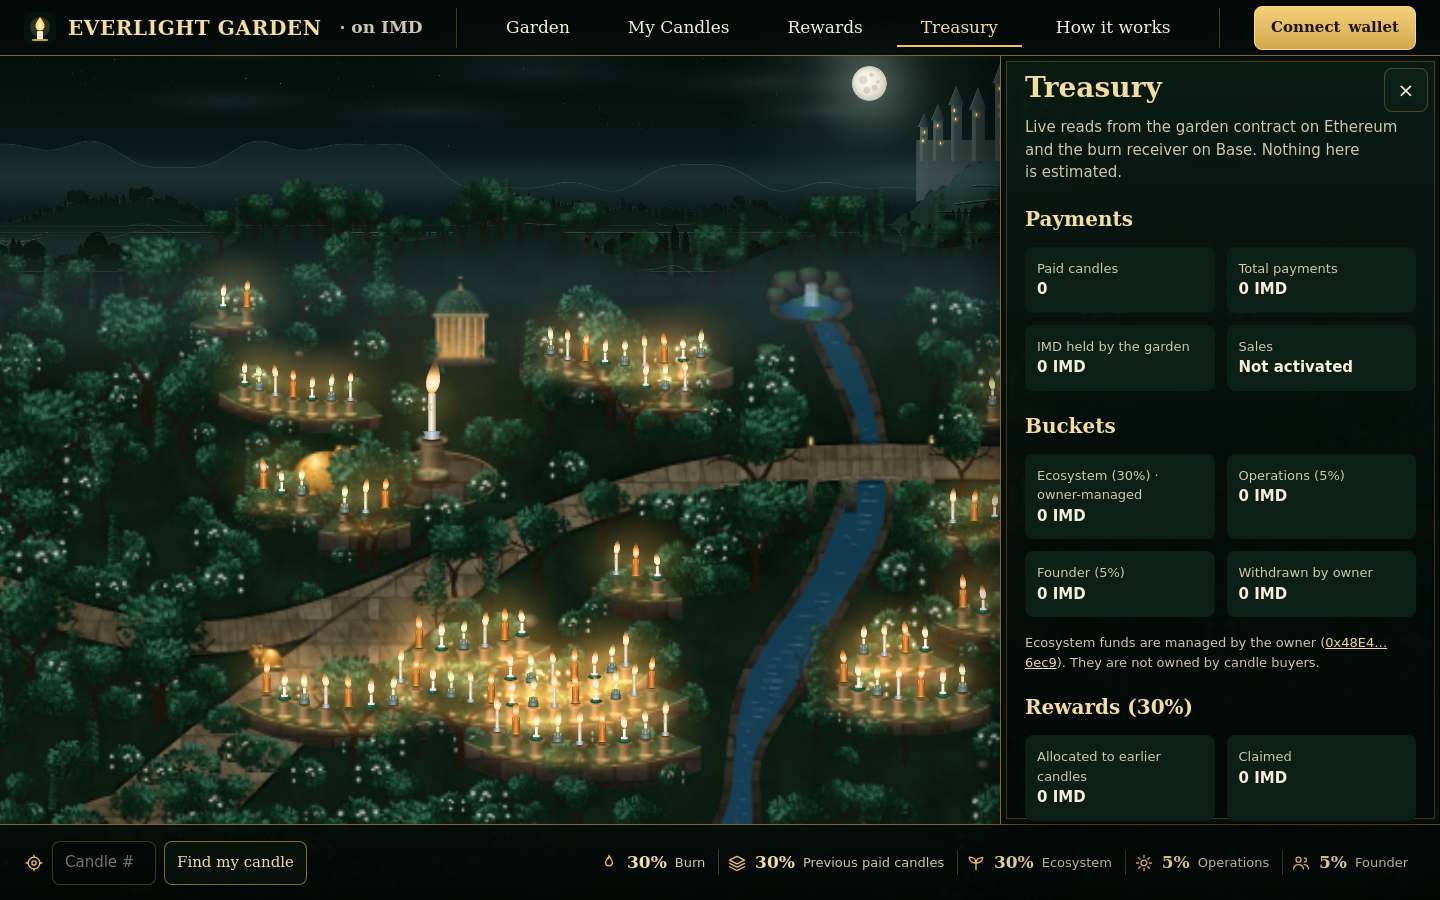 EVERLIGHT GARDEN · on IMD
Garden
My Candles
Rewards
Treasury
How it works
Connect wallet
Treasury
×
Live reads from the garden contract on Ethereum
and the burn receiver on Base. Nothing here
is estimated.
Payments
Paid candles
0
Total payments
0 IMD
IMD held by the garden
0 IMD
Sales
Not activated
Buckets
Ecosystem (30%) ·
owner-managed
0 IMD
Operations (5%)
0 IMD
Founder (5%)
0 IMD
Withdrawn by owner
0 IMD
Ecosystem funds are managed by the owner (0x48E4…
6ec9). They are not owned by candle buyers.
Rewards (30%)
Allocated to earlier
candles
0 IMD
Claimed
0 IMD
Candle #
Find my candle
30% Burn
30% Previous paid candles
30% Ecosystem
5% Operations
5% Founder